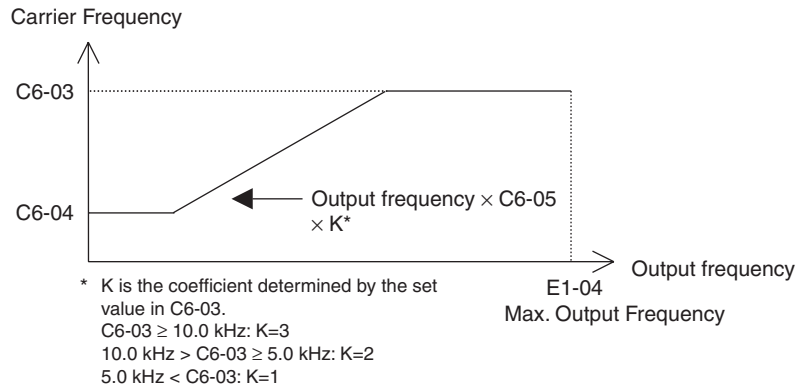 Carrier Frequency
C6-03
C6-04
Output frequency × C6-05
× K*
Output frequency
E1-04
Max. Output Frequency
* K is the coefficient determined by the set
value in C6-03.
C6-03 ≥ 10.0 kHz: K=3
10.0 kHz > C6-03 ≥ 5.0 kHz: K=2
5.0 kHz < C6-03: K=1